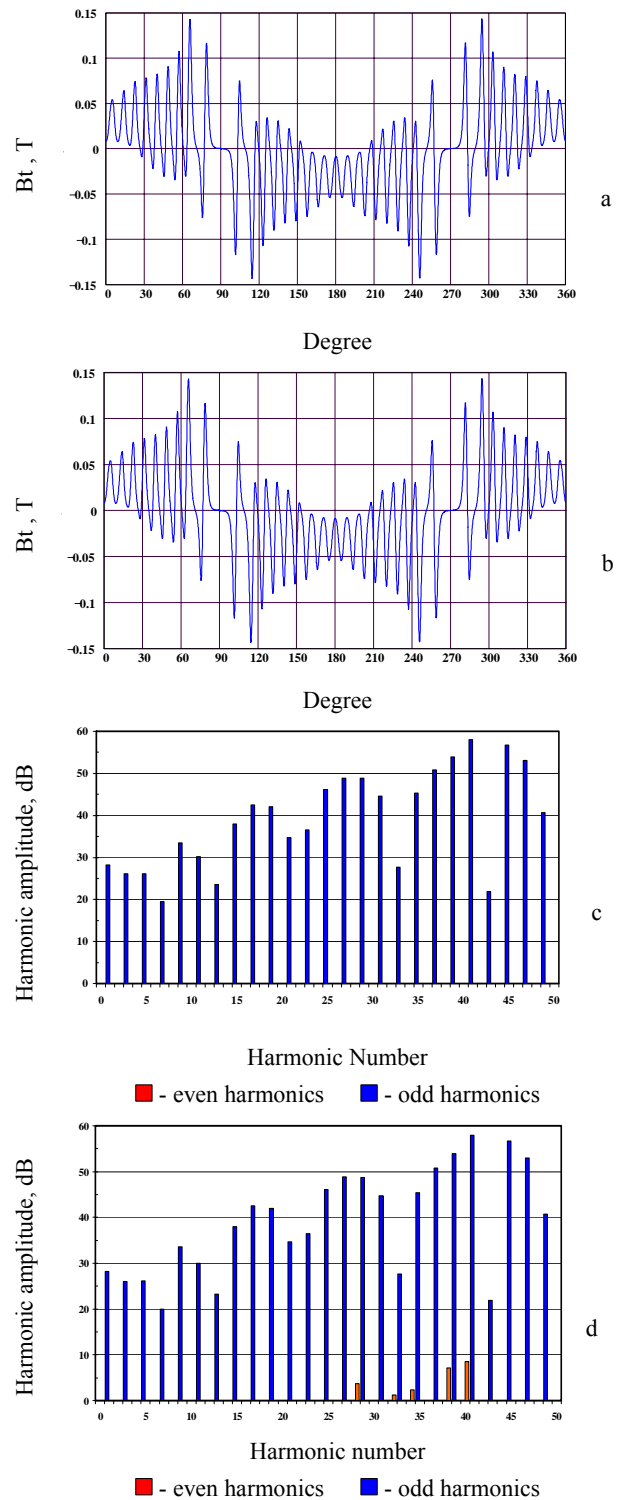 0.15
0.1
0.05
0
−0.05
−0.1
−0.15
Bt , T
0 30 60 90 120 150 180 210 240 270 300 330 360
Degree
a
0.15
0.1
0.05
0
−0.05
−0.1
−0.15
Bt , T
0 30 60 90 120 150 180 210 240 270 300 330 360
Degree
b
60
50
40
30
20
10
0
Harmonic amplitude, dB
0 5 10 15 20 25 30 35 40 45 50
c
Harmonic Number
- even harmonics - odd harmonics
60
50
40
30
20
10
0
Harmonic amplitude, dB
0 5 10 15 20 25 30 35 40 45 50
d
Harmonic number
- even harmonics - odd harmonics